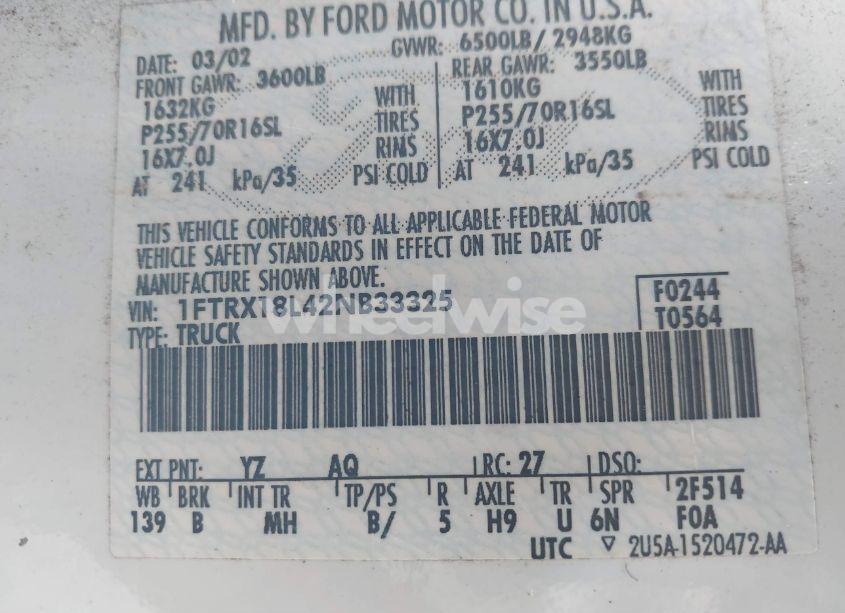 MFD. BY FORD MOTOR CO. IN U.S.A.
DATE: 03/02 GVWR: 6500LB/ 2948KG
FRONT GAWR: 3600LB REAR GAWR: 3550LB
1632KG WITH 1610KG WITH
P255/70R16SL TIRES P255/70R16SL TIRES
16X7.0J RIMS 16X7.0J RIMS
AT 241 kPa/35 PSI COLD AT 241 kPa/35 PSI COLD
THIS VEHICLE CONFORMS TO ALL APPLICABLE FEDERAL MOTOR
VEHICLE SAFETY STANDARDS IN EFFECT ON THE DATE OF
MANUFACTURE SHOWN ABOVE.
VIN: 1FTRX18L42NB33325 F0244
TYPE: TRUCK T0564
wheelwise
EXT PNT: YZ AQ RC: 27 DSO:
WB BRK INT TR TP/PS R AXLE TR SPR 2F514
139 B MH B/ 5 H9 U 6N FOA
UTC ▽ 2U5A-1520472-AA